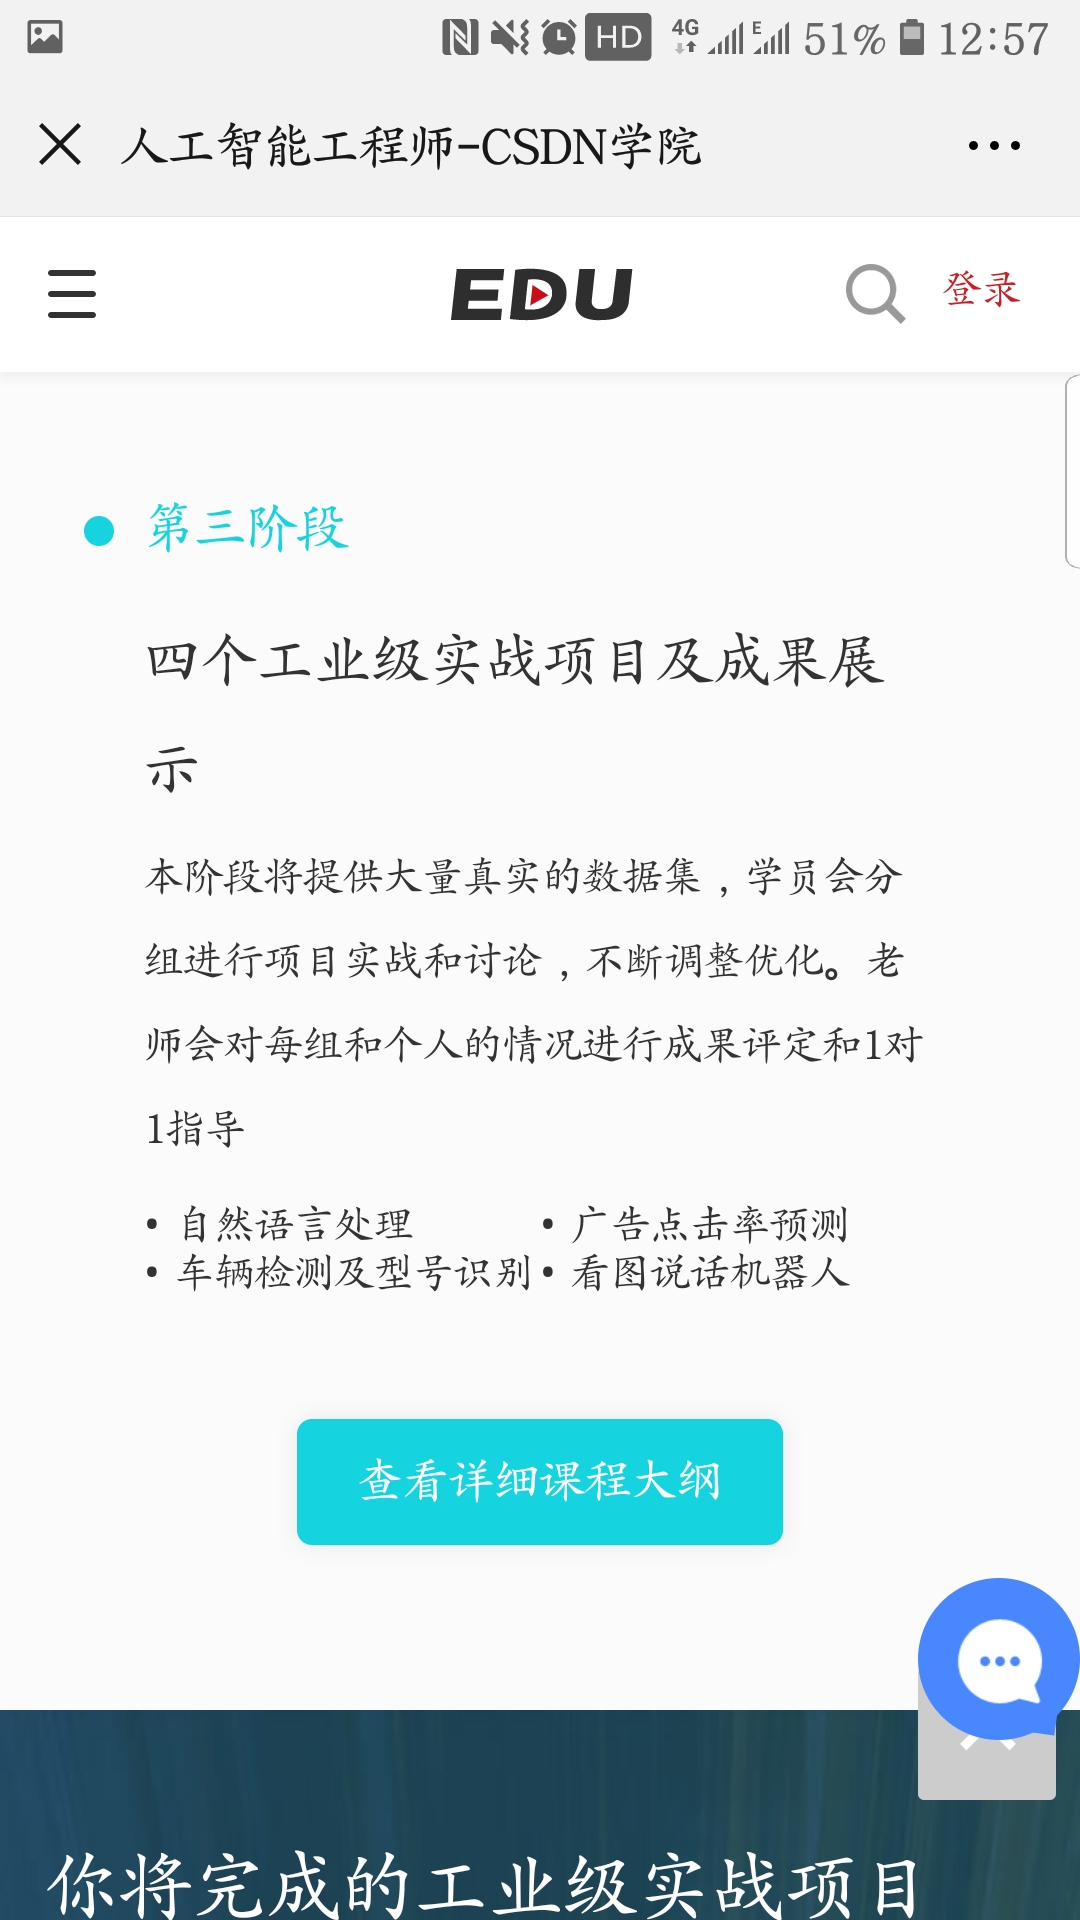 HD 4G E 51% 12:57
人工智能工程师-CSDN学院
EDU 登录
第三阶段
四个工业级实战项目及成果展
示
本阶段将提供大量真实的数据集，学员会分
组进行项目实战和讨论，不断调整优化。老
师会对每组和个人的情况进行成果评定和1对
1指导
• 自然语言处理 • 广告点击率预测
• 车辆检测及型号识别 • 看图说话机器人
查看详细课程大纲
你将完成的工业级实战项目